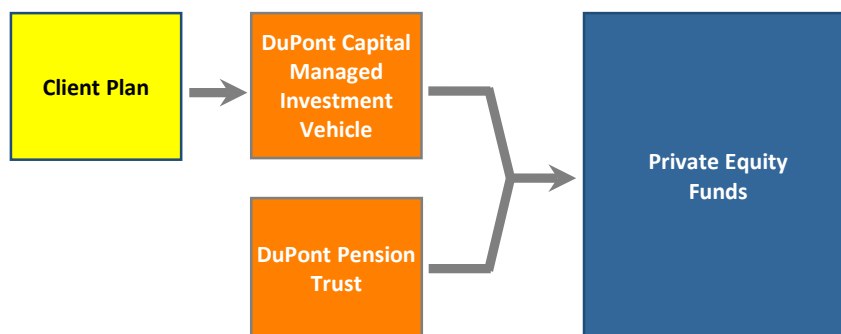 Client Plan
DuPont Capital
Managed
Investment
Vehicle
DuPont Pension
Trust
Private Equity
Funds